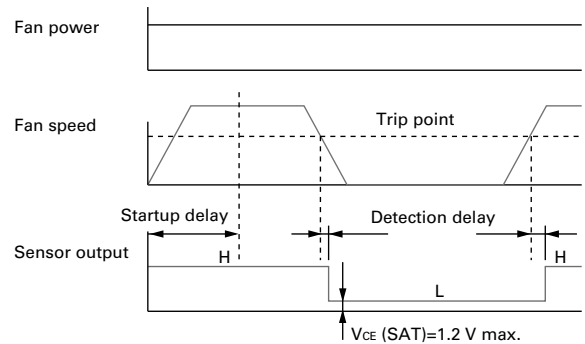 Fan power
Fan speed
Trip point
Startup delay
Detection delay
Sensor output
H
H
L
VCE (SAT)=1.2 V max.